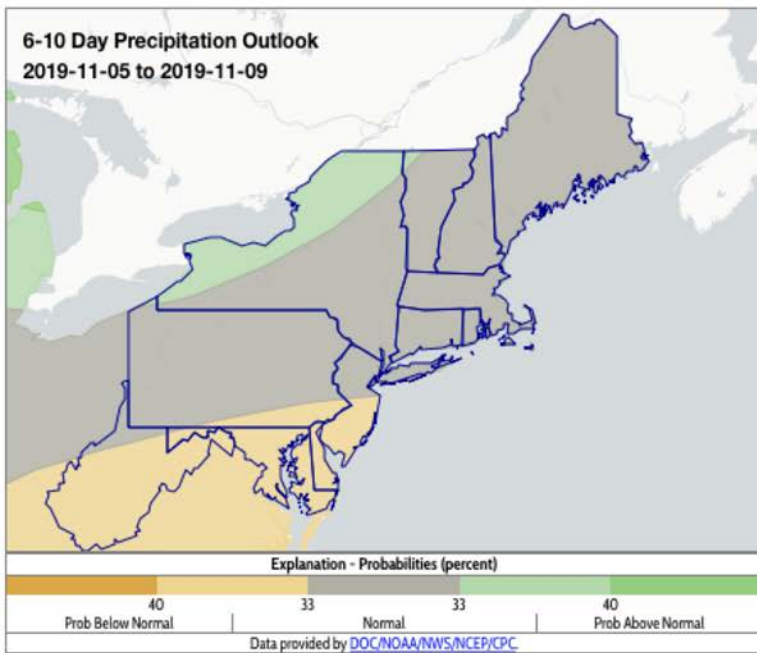 6-10 Day Precipitation Outlook
2019-11-05 to 2019-11-09
Explanation - Probabilities (percent)
40 33 33 40
Prob Below Normal Normal Prob Above Normal
Data provided by DOC/NOAA/NWS/NCEP/CPC.